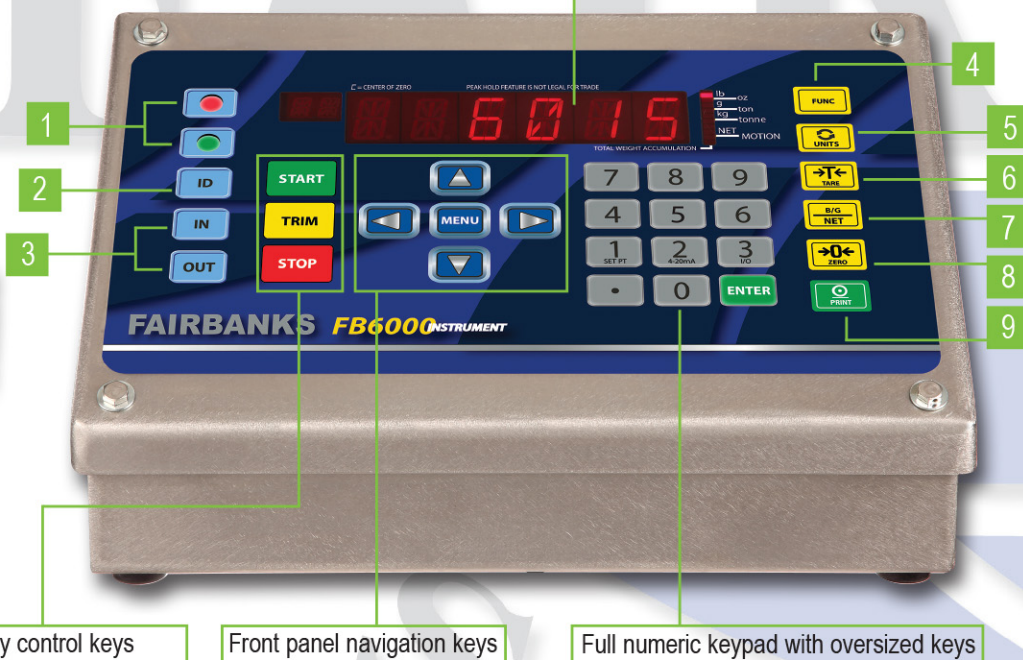 C = CENTER OF ZERO
PEAK HOLD FEATURE IS NOT LEGAL FOR TRADE
6015
lb
oz
g
ton
kg
tonne
NET
MOTION
TOTAL WEIGHT ACCUMULATION
1
2
3
ID
IN
OUT
START
TRIM
STOP
MENU
7 8 9
4 5 6
1 2 3
SET PT 4-20mA I/O
. 0 ENTER
4
FUNC
5
UNITS
6
→T←
TARE
7
B/G
NET
8
→0←
ZERO
9
PRINT
FAIRBANKS FB6000 INSTRUMENT
y control keys
Front panel navigation keys
Full numeric keypad with oversized keys